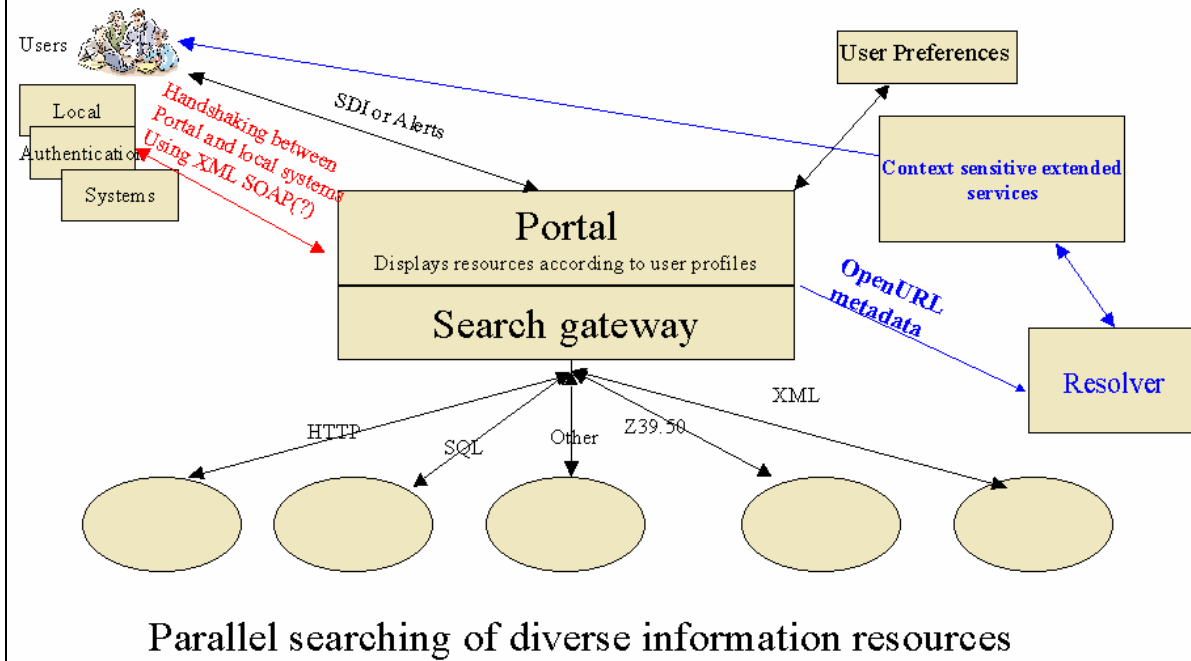 Users
User Preferences
Local
Authentication
Systems
Handshaking between
Portal and local systems
Using XML SOAP(?)
SDI or Alerts
Context sensitive extended
services
Portal
Displays resources according to user profiles
Search gateway
OpenURL
metadata
Resolver
HTTP
SQL
Other
Z39.50
XML
Parallel searching of diverse information resources